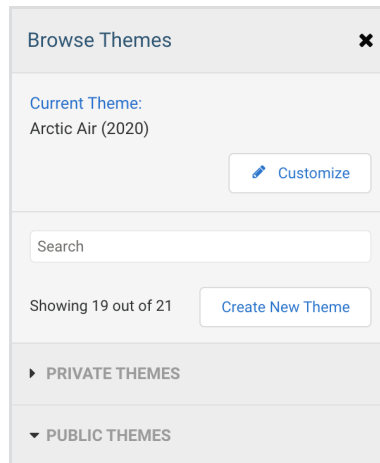 Browse Themes
Current Theme:
Arctic Air (2020)
Customize
Search
Showing 19 out of 21
Create New Theme
PRIVATE THEMES
PUBLIC THEMES